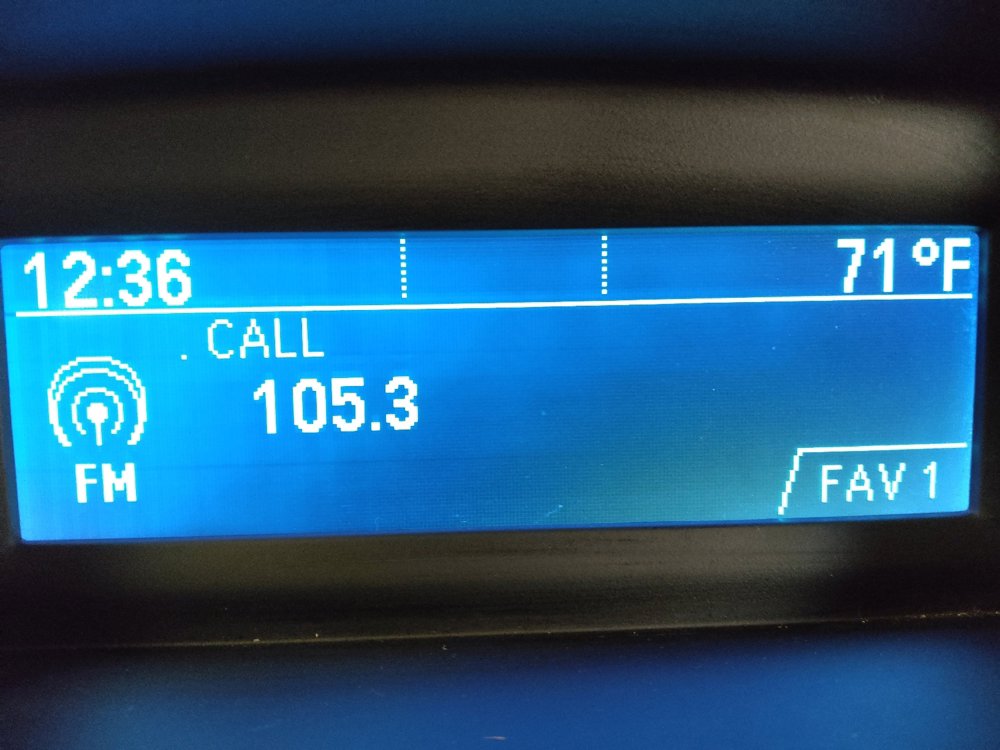 12:36 71°F
. CALL
105.3
FM
FAV 1